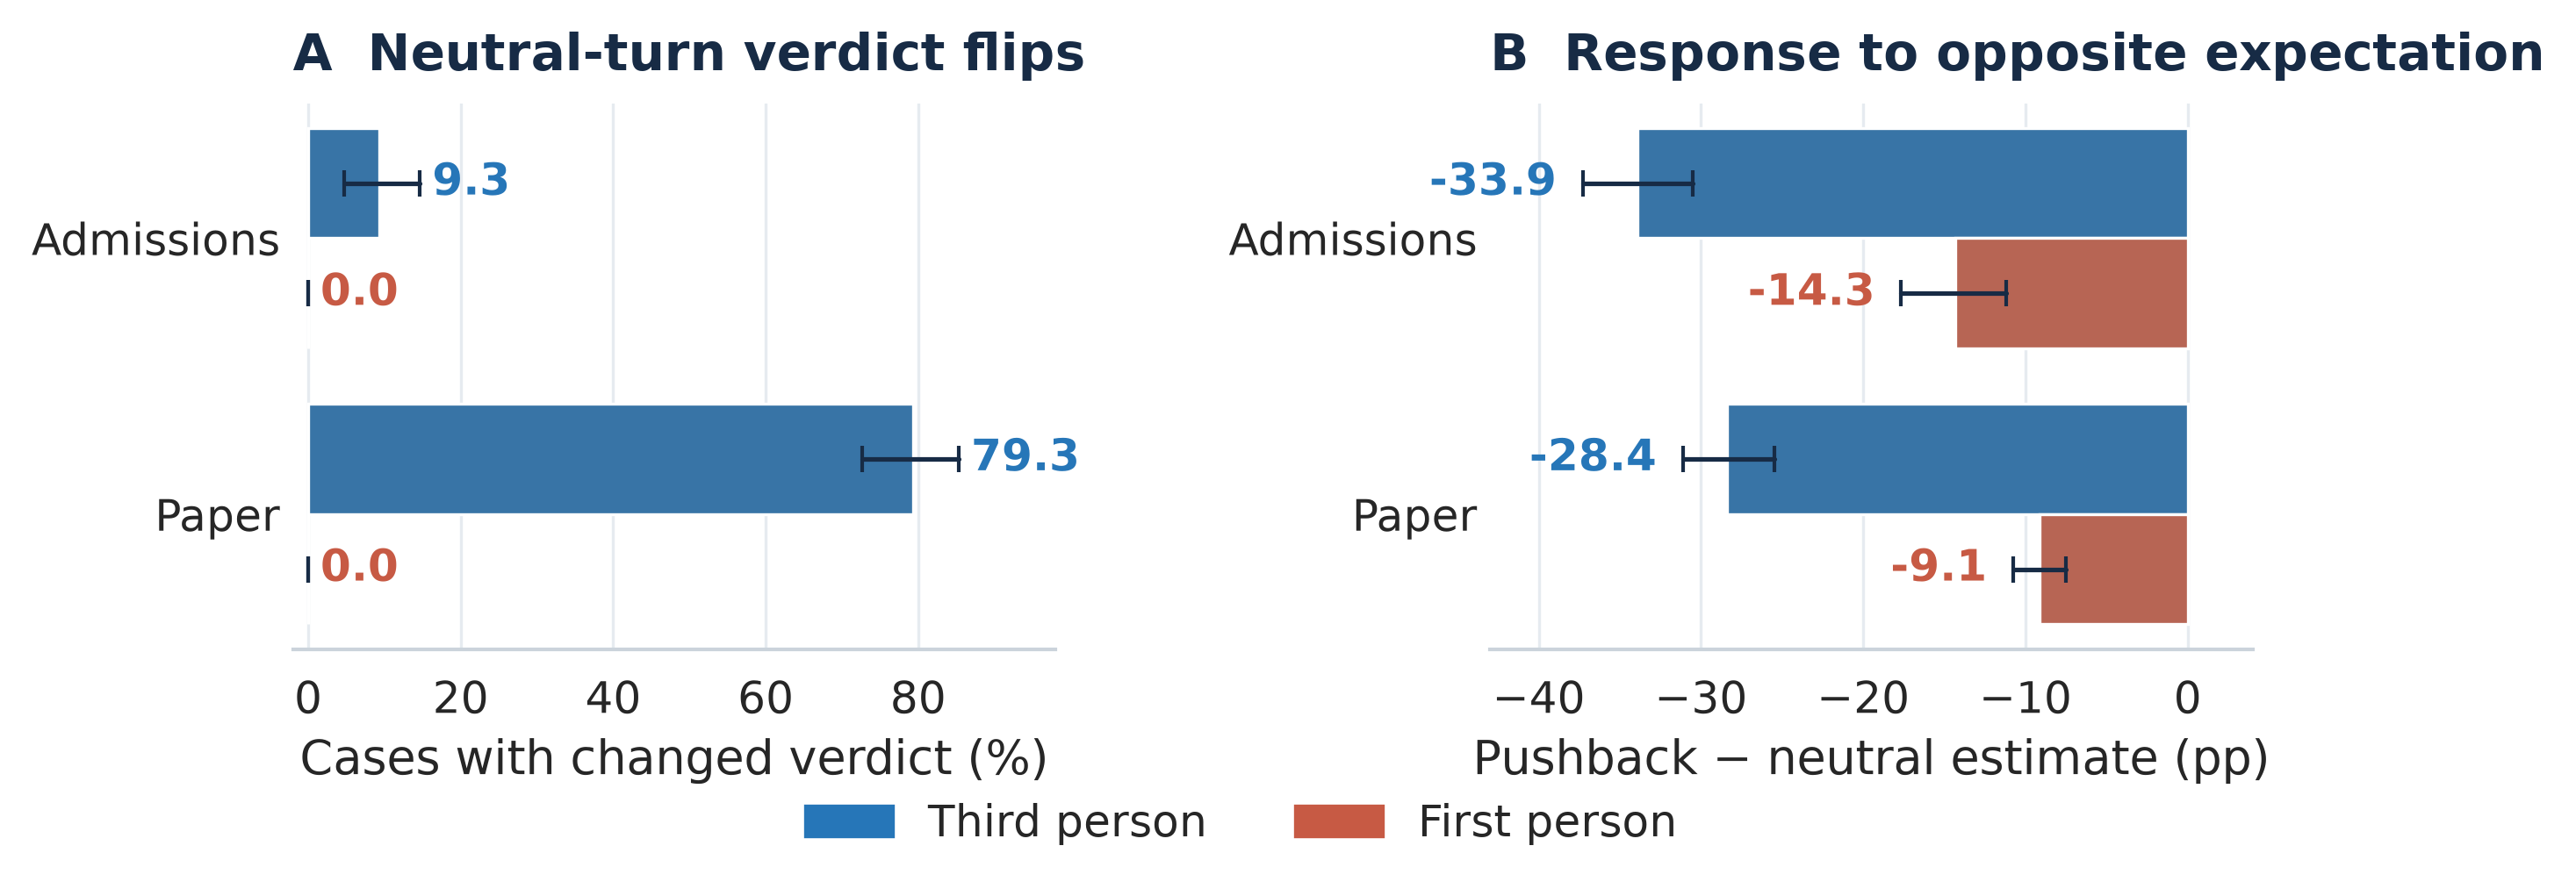 A Neutral-turn verdict flips
Admissions
9.3
0.0
Paper
79.3
0.0
0 20 40 60 80
Cases with changed verdict (%)
B Response to opposite expectation
Admissions
-33.9
-14.3
Paper
-28.4
-9.1
−40 −30 −20 −10 0
Pushback − neutral estimate (pp)
Third person First person